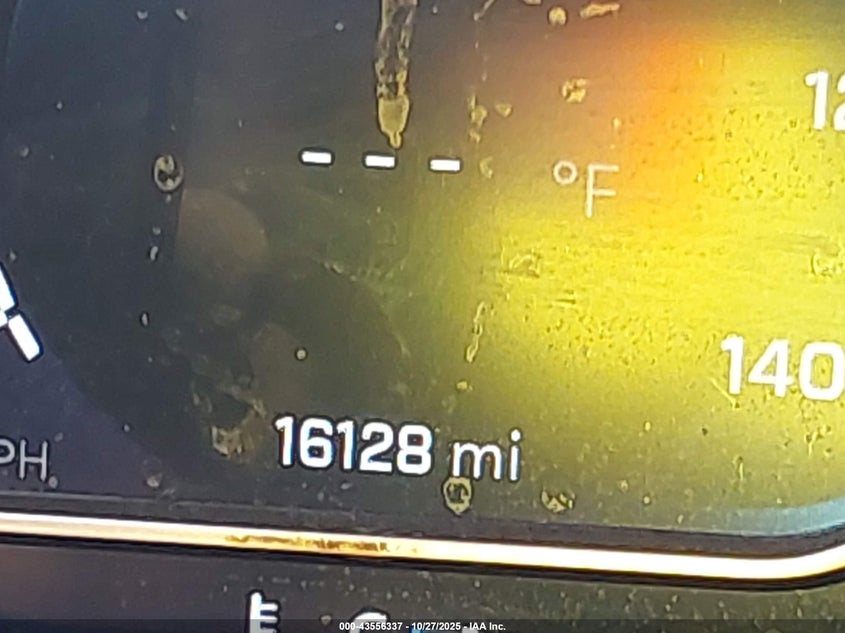 12
--- °F
140
16128 mi
PH
E
000-43556337 - 10/27/2025 - IAA Inc.